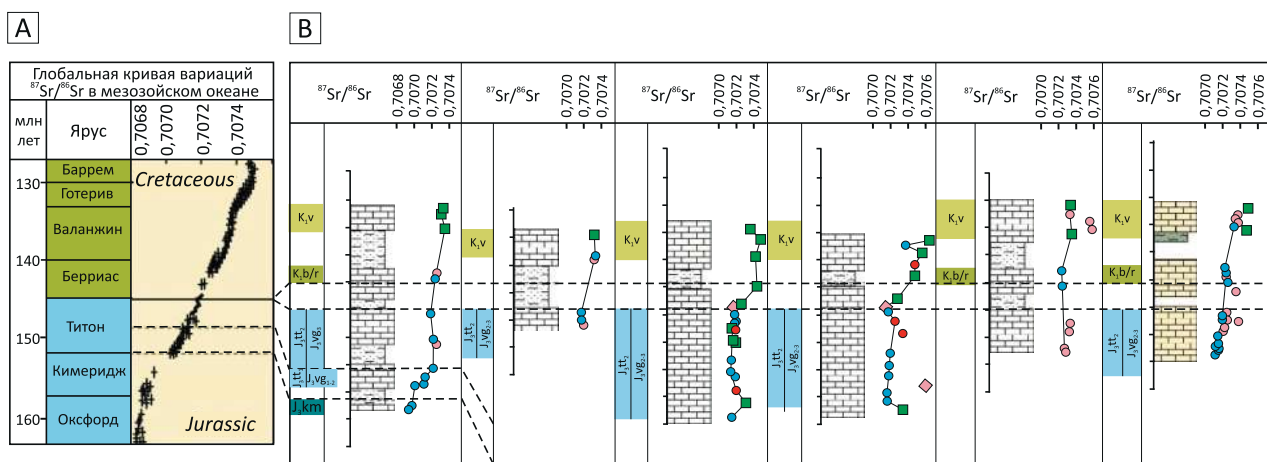 A
B
Глобальная кривая вариаций
⁸⁷Sr/⁸⁶Sr в мезозойском океане
млн
лет
Ярус
0,7068
0,7070
0,7072
0,7074
Баррем
Готерив
Валанжин
Берриас
Титон
Кимеридж
Оксфорд
130
140
150
160
Cretaceous
Jurassic
⁸⁷Sr/⁸⁶Sr
0,7068
0,7070
0,7072
0,7074
K₁v
K₁b/r
J₃tt₂
J₃vg₃
J₃vg₁₋₂
J₃km
⁸⁷Sr/⁸⁶Sr
0,7070
0,7072
0,7074
K₁v
J₃tt₂
J₃vg₂₋₃
⁸⁷Sr/⁸⁶Sr
0,7070
0,7072
0,7074
K₁v
J₃tt₂
J₃vg₂₋₃
⁸⁷Sr/⁸⁶Sr
0,7070
0,7072
0,7074
0,7076
K₁v
J₃tt₂
J₃vg₂₋₃
⁸⁷Sr/⁸⁶Sr
0,7070
0,7072
0,7074
0,7076
K₁v
K₁b/r
⁸⁷Sr/⁸⁶Sr
0,7070
0,7072
0,7074
0,7076
K₁v
K₁b/r
J₃tt₂
J₃vg₂₋₃